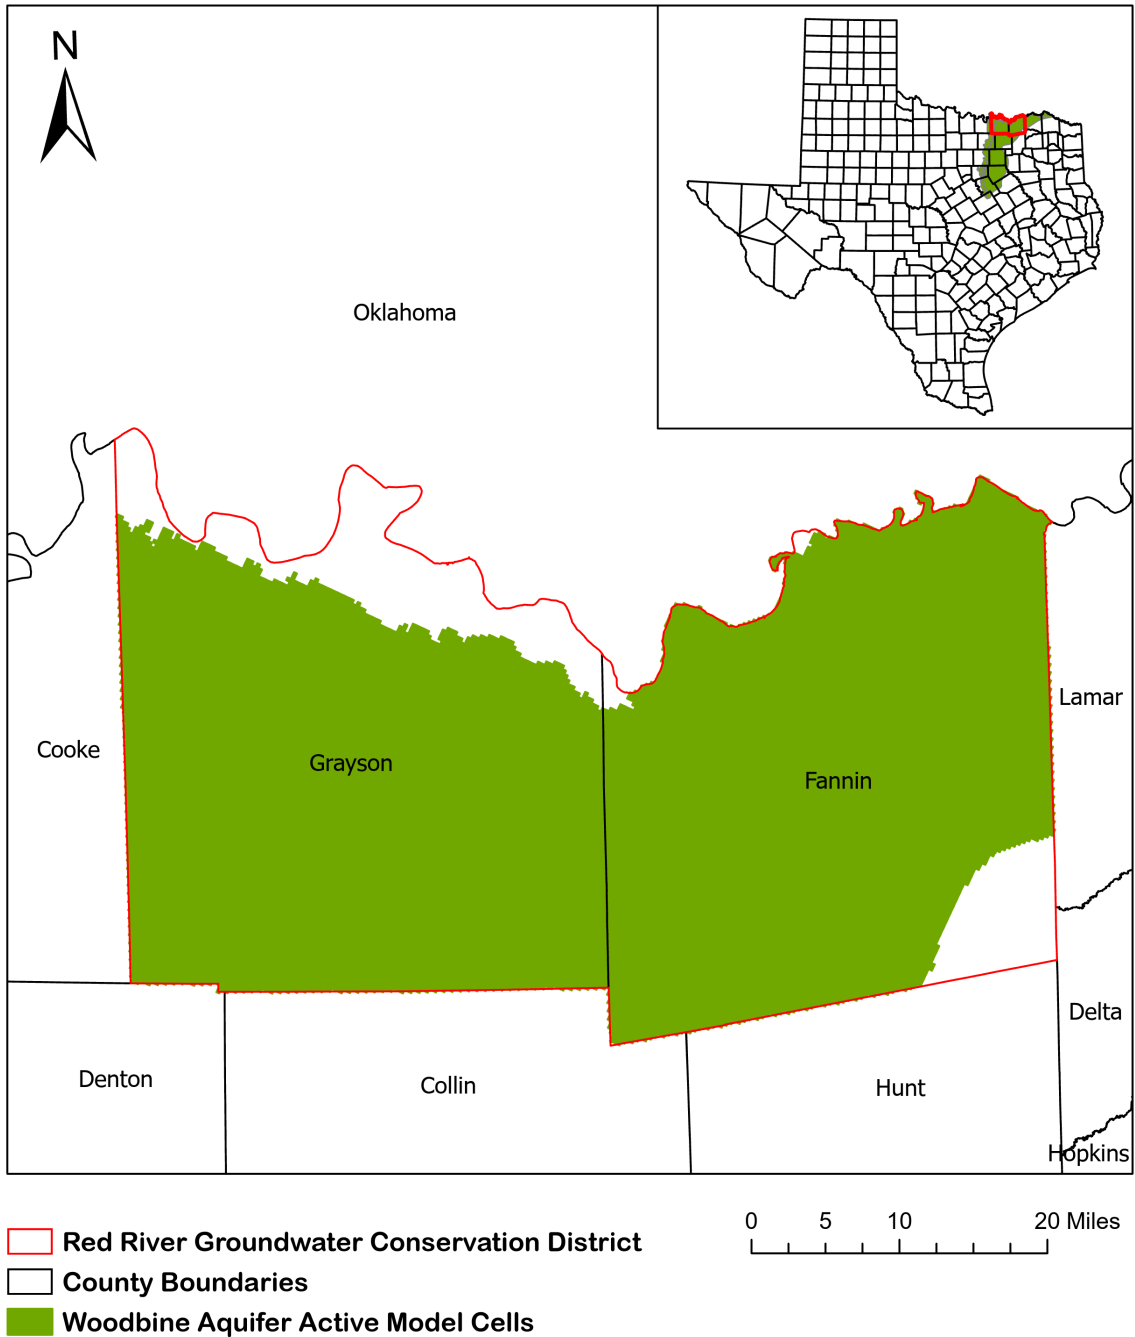 N
Oklahoma
Lamar
Cooke
Grayson
Fannin
Delta
Denton
Collin
Hunt
Hopkins
0 5 10 20 Miles
Red River Groundwater Conservation District
County Boundaries
Woodbine Aquifer Active Model Cells